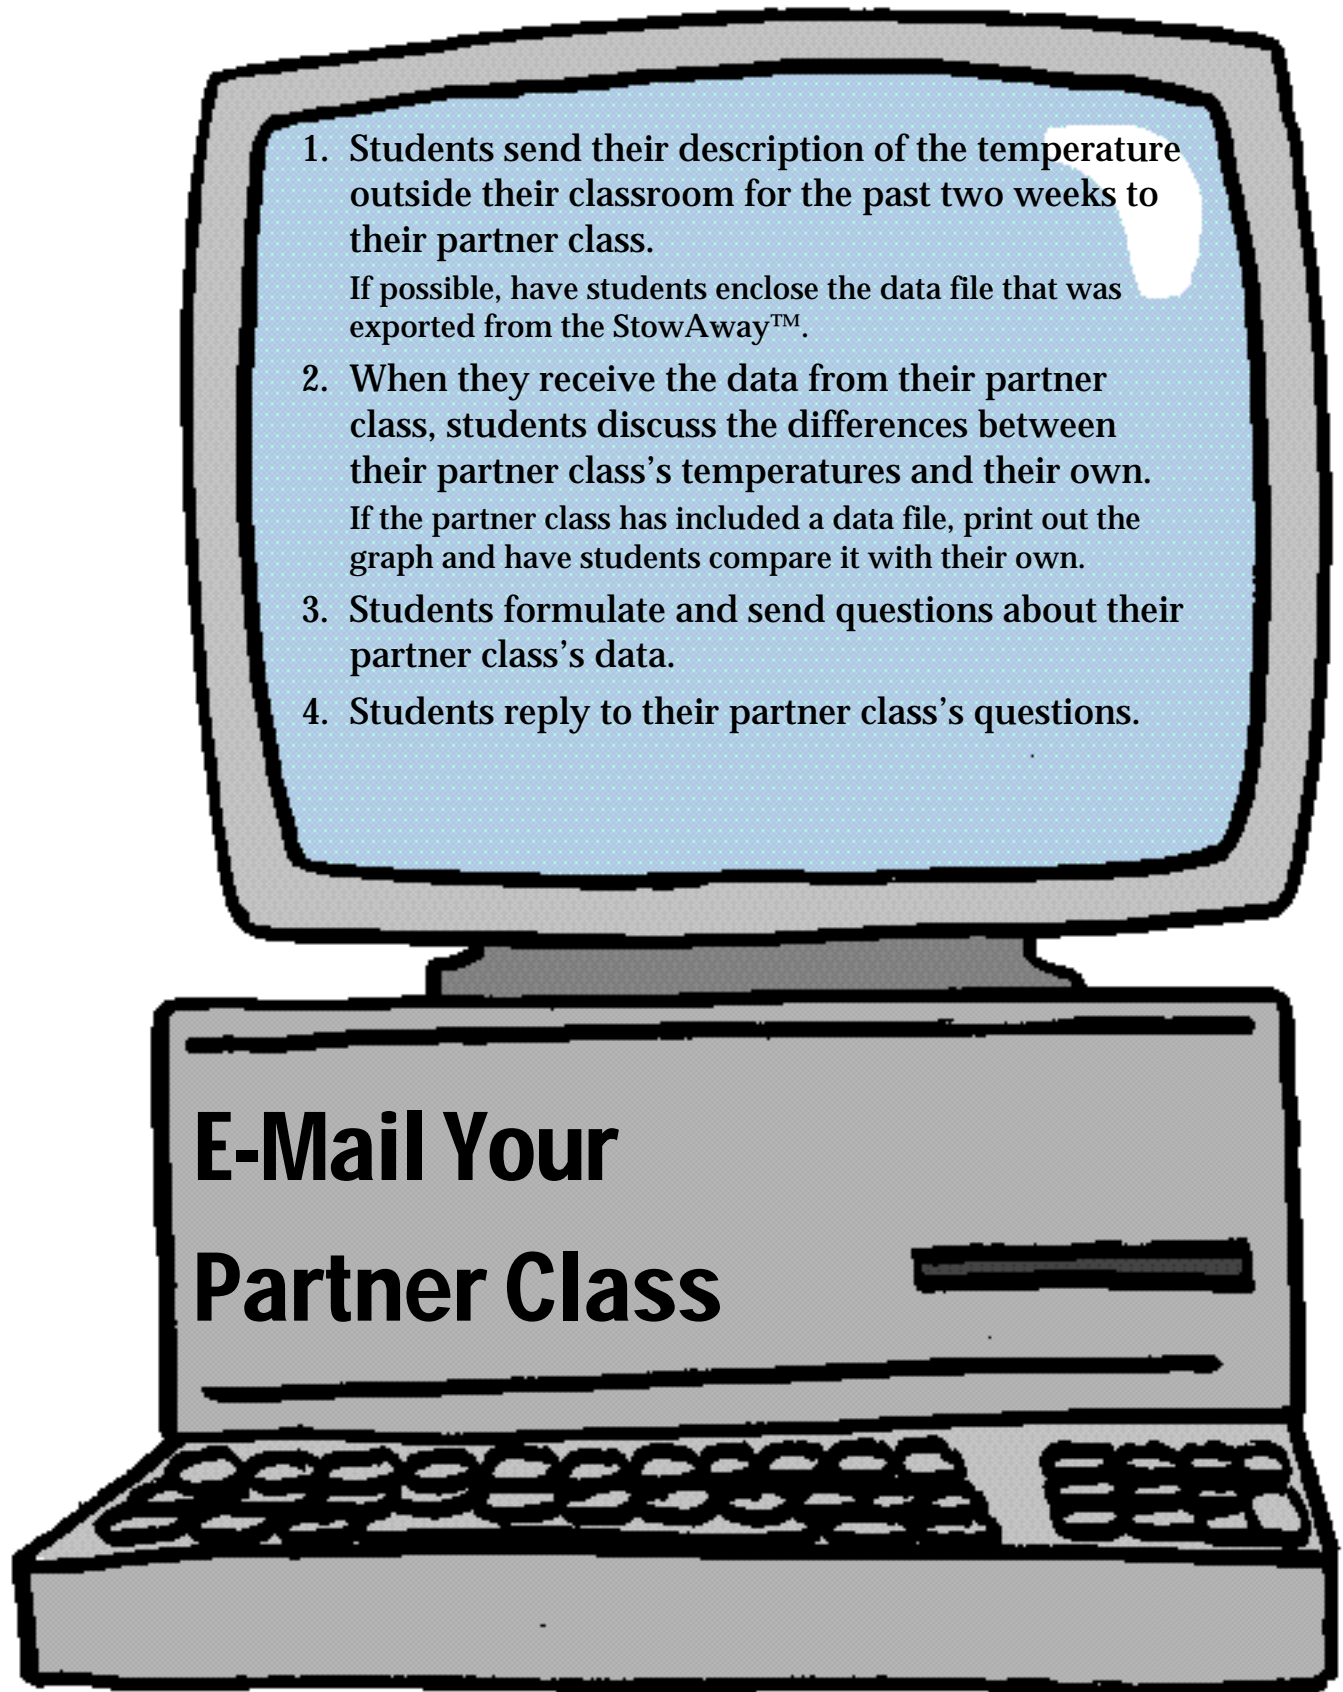 1. Students send their description of the temperature
outside their classroom for the past two weeks to
their partner class.
If possible, have students enclose the data file that was
exported from the StowAway™.
2. When they receive the data from their partner
class, students discuss the differences between
their partner class’s temperatures and their own.
If the partner class has included a data file, print out the
graph and have students compare it with their own.
3. Students formulate and send questions about their
partner class’s data.
4. Students reply to their partner class’s questions.
E-Mail Your
Partner Class